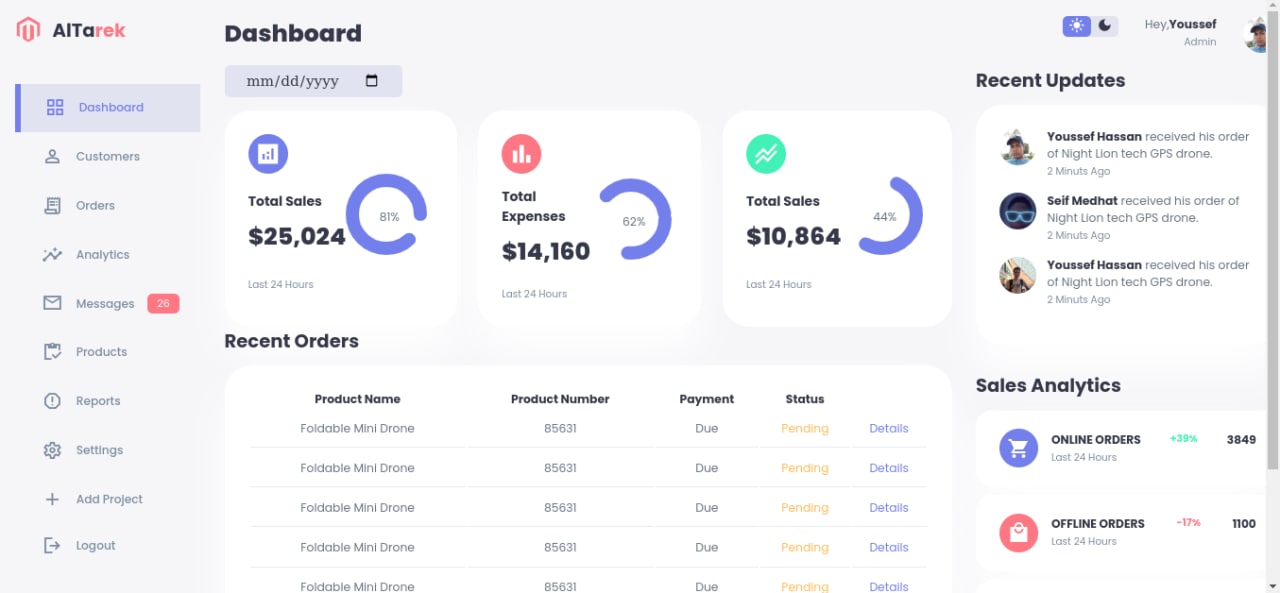 AlTarek
Dashboard
Customers
Orders
Analytics
Messages 26
Products
Reports
Settings
Add Project
Logout
Dashboard
mm/dd/yyyy
Total Sales
$25,024
81%
Last 24 Hours
Total
Expenses
$14,160
62%
Last 24 Hours
Total Sales
$10,864
44%
Last 24 Hours
Recent Orders
Product Name Product Number Payment Status
Foldable Mini Drone 85631 Due Pending Details
Foldable Mini Drone 85631 Due Pending Details
Foldable Mini Drone 85631 Due Pending Details
Foldable Mini Drone 85631 Due Pending Details
Foldable Mini Drone 85631 Due Pending Details
Hey,Youssef
Admin
Recent Updates
Youssef Hassan received his order
of Night Lion tech GPS drone.
2 Minuts Ago
Seif Medhat received his order of
Night Lion tech GPS drone.
2 Minuts Ago
Youssef Hassan received his order
of Night Lion tech GPS drone.
2 Minuts Ago
Sales Analytics
ONLINE ORDERS +39% 3849
Last 24 Hours
OFFLINE ORDERS -17% 1100
Last 24 Hours